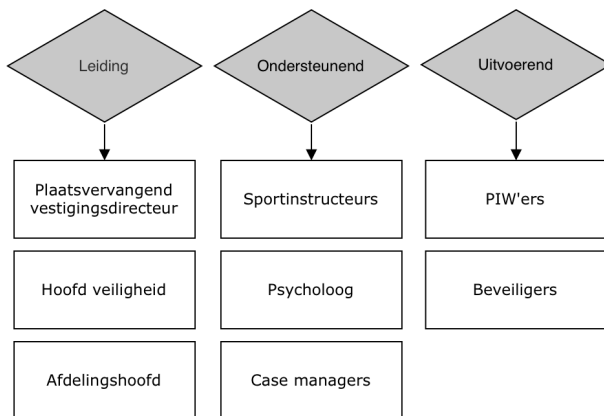 Leiding
Ondersteunend
Uitvoerend
Plaatsvervangend
vestigingsdirecteur
Sportinstructeurs
PIW'ers
Hoofd veiligheid
Psycholoog
Beveiligers
Afdelingshoofd
Case managers